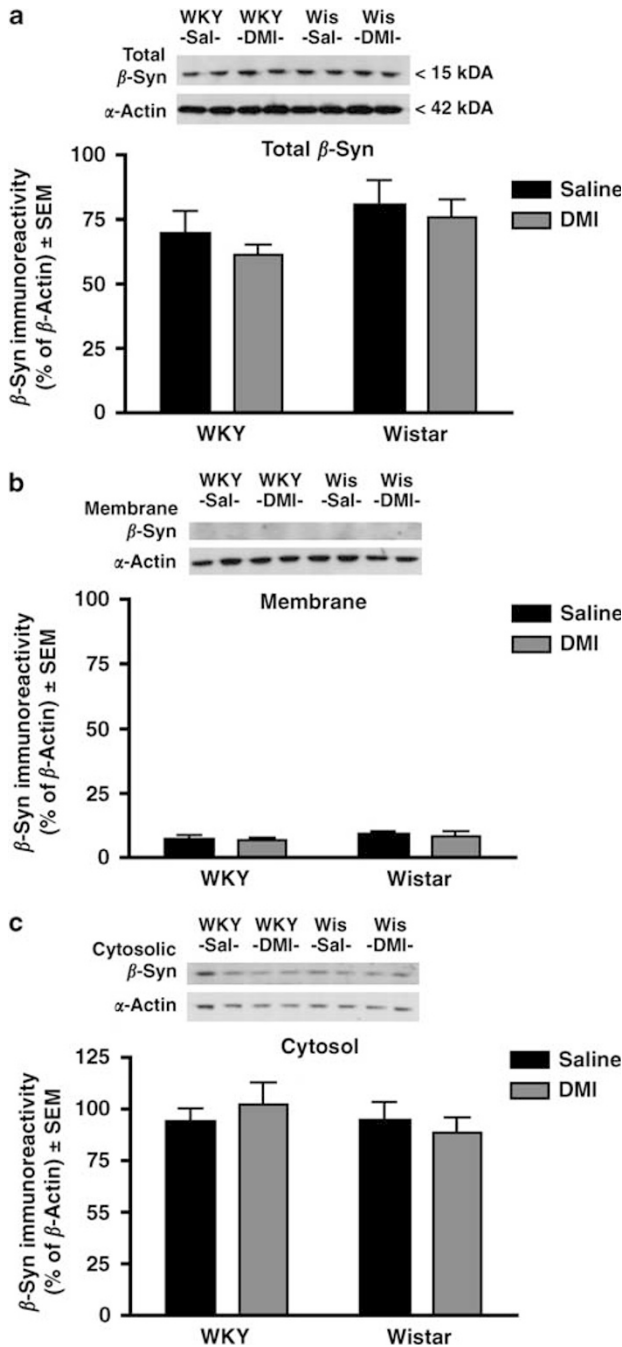 a
WKY WKY Wis Wis
-Sal- -DMI- -Sal- -DMI-
Total
β-Syn
< 15 kDA
α-Actin
< 42 kDA
Total β-Syn
β-Syn immunoreactivity
(% of β-Actin) ± SEM
100
75
50
25
0
WKY Wistar
Saline
DMI
b
WKY WKY Wis Wis
-Sal- -DMI- -Sal- -DMI-
Membrane
β-Syn
α-Actin
Membrane
β-Syn immunoreactivity
(% of β-Actin) ± SEM
100
75
50
25
0
WKY Wistar
Saline
DMI
c
WKY WKY Wis Wis
-Sal- -DMI- -Sal- -DMI-
Cytosolic
β-Syn
α-Actin
Cytosol
β-Syn immunoreactivity
(% of β-Actin) ± SEM
125
100
75
55
25
0
WKY Wistar
Saline
DMI